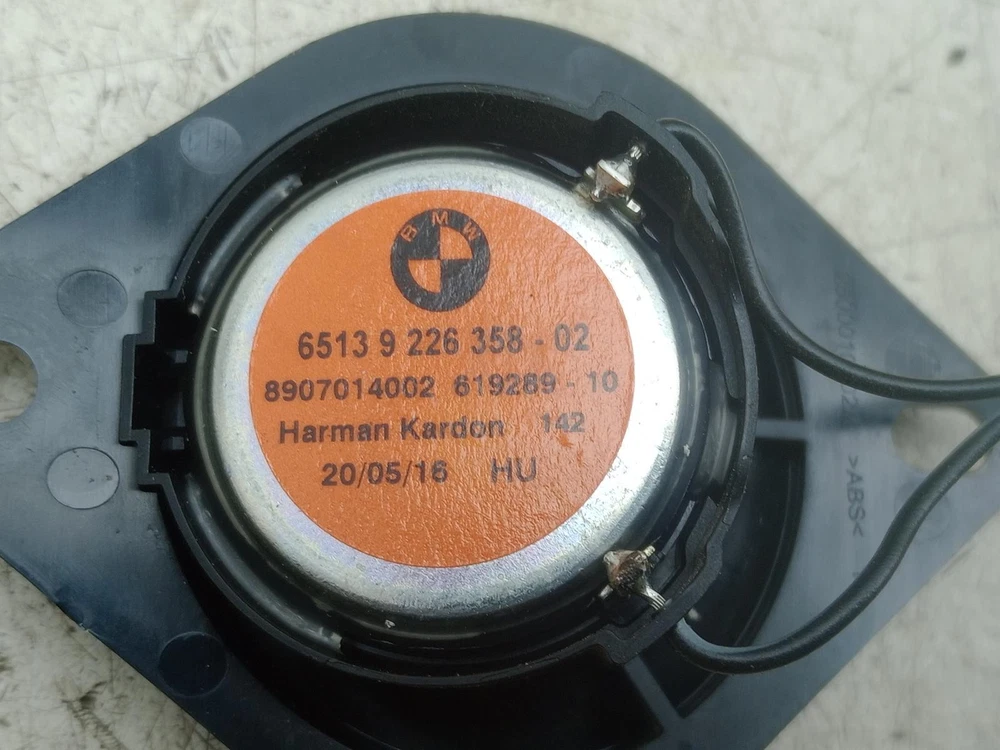 BMW
6513 9 226 358 - 02
8907014002 619289 - 10
Harman Kardon 142
20/05/16 HU
>ABS<